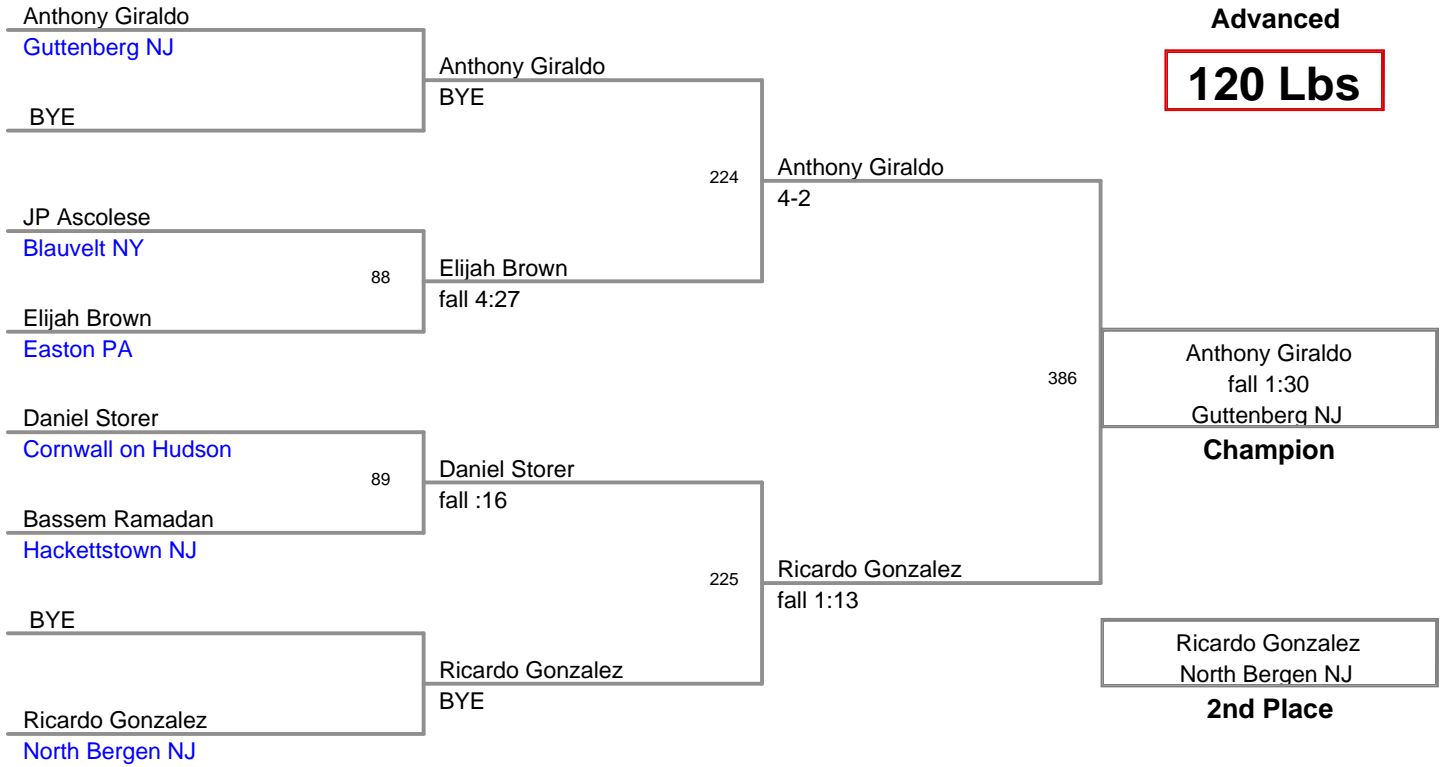 Anthony Giraldo
Guttenberg NJ
BYE
JP Ascolese
Blauvelt NY
88
Elijah Brown
Easton PA
Daniel Storer
Cornwall on Hudson
89
Bassem Ramadan
Hackettstown NJ
BYE
Ricardo Gonzalez
North Bergen NJ
Anthony Giraldo
BYE
224
Elijah Brown
fall 4:27
Daniel Storer
fall :16
225
Ricardo Gonzalez
BYE
Anthony Giraldo
4-2
386
Ricardo Gonzalez
fall 1:13
Advanced
120 Lbs
Anthony Giraldo
fall 1:30
Guttenberg NJ
Champion
Ricardo Gonzalez
North Bergen NJ
2nd Place